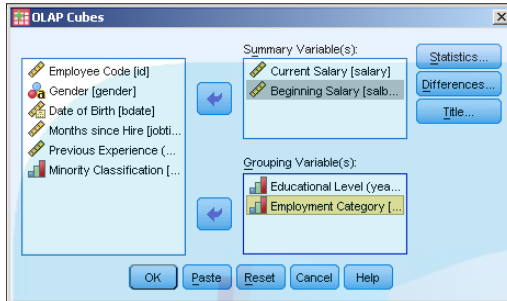 OLAP Cubes
Employee Code [id]
Gender [gender]
Date of Birth [bdate]
Months since Hire [jobti...
Previous Experience (...
Minority Classification [...
Summary Variable(s):
Current Salary [salary]
Beginning Salary [salb...
Grouping Variable(s):
Educational Level (yea...
Employment Category [...
Statistics...
Differences...
Title...
OK
Paste
Reset
Cancel
Help